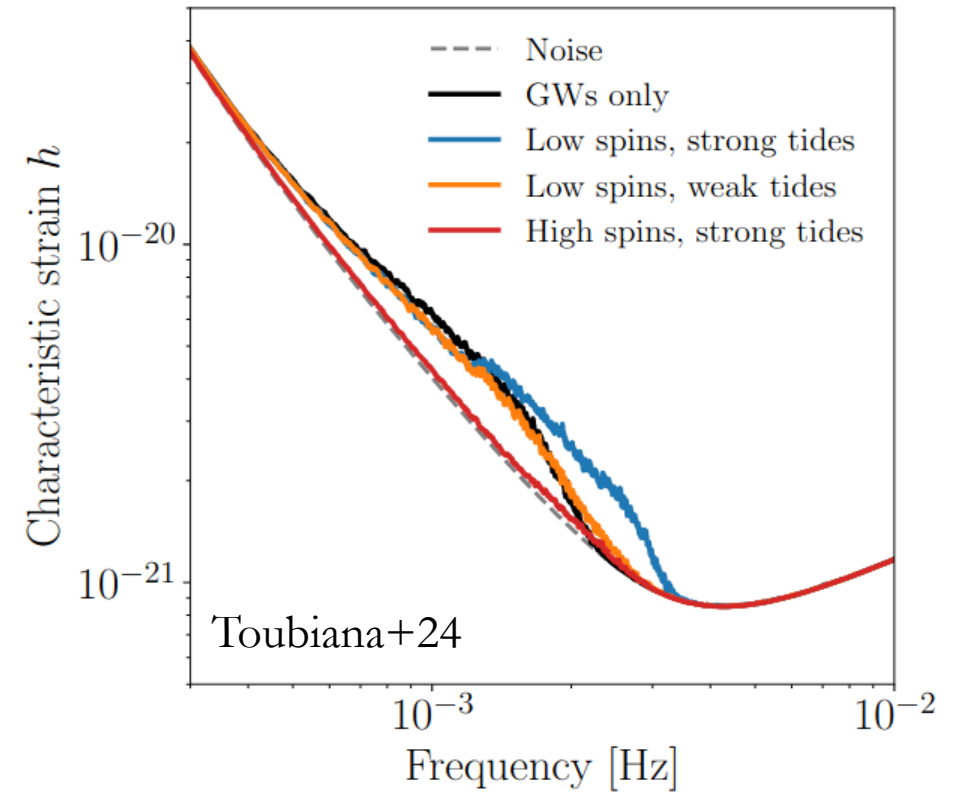 Noise
GWs only
Low spins, strong tides
Low spins, weak tides
High spins, strong tides
Characteristic strain h
10⁻²⁰
10⁻²¹
Toubiana+24
10⁻³
10⁻²
Frequency [Hz]